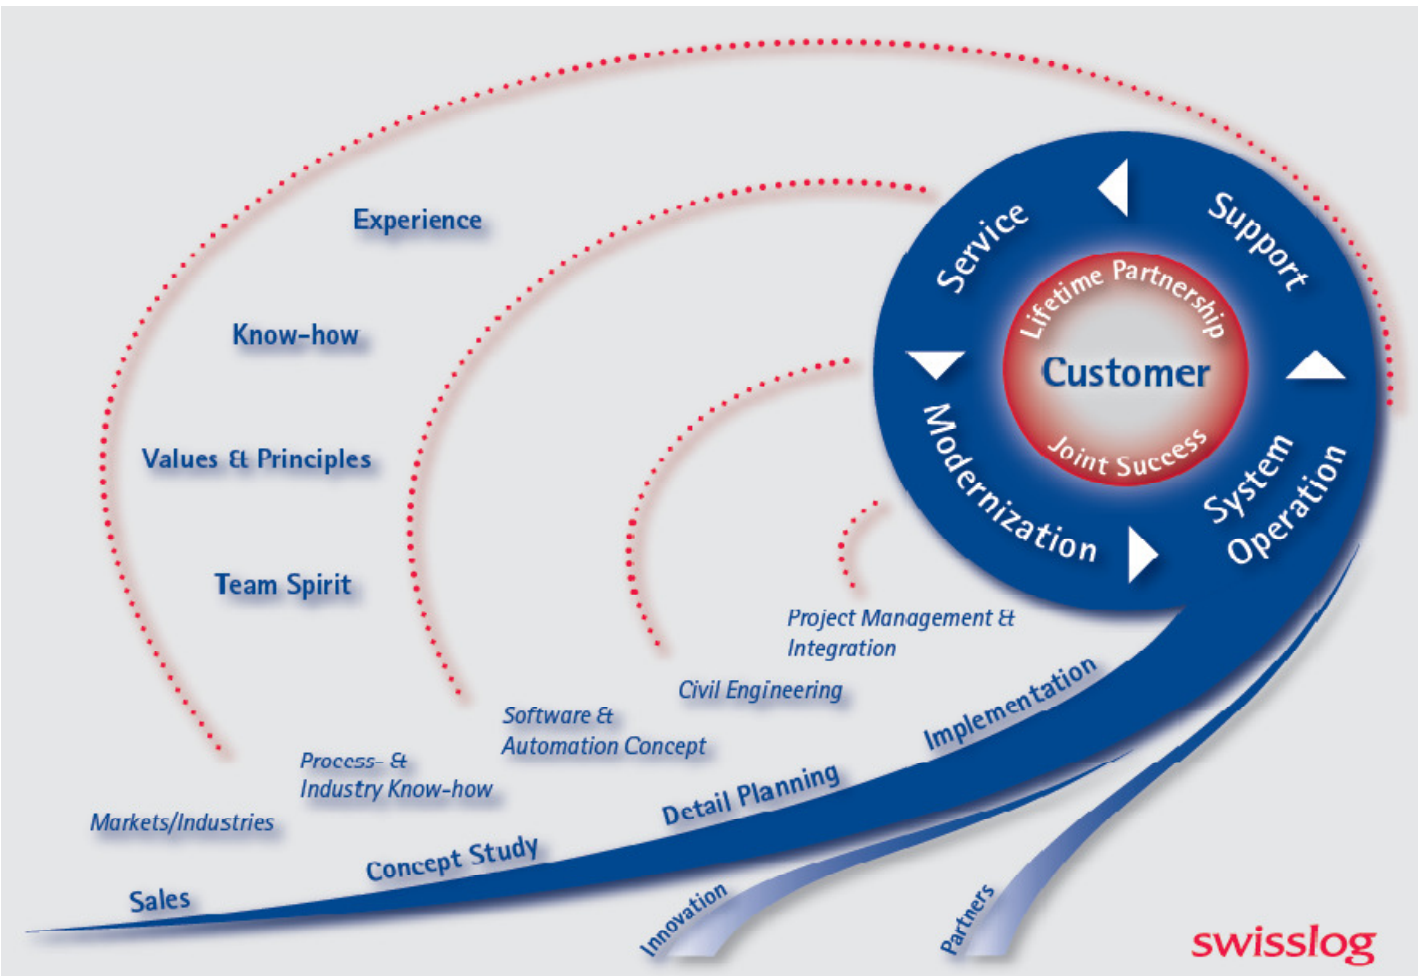 Experience
Know-how
Values & Principles
Team Spirit
Service
Support
Lifetime Partnership
Customer
Joint Success
Modernization
System
Operation
Project Management &
Integration
Civil Engineering
Software &
Automation Concept
Process- &
Industry Know-how
Markets/Industries
Implementation
Detail Planning
Concept Study
Sales
Innovation
Partners
swisslog